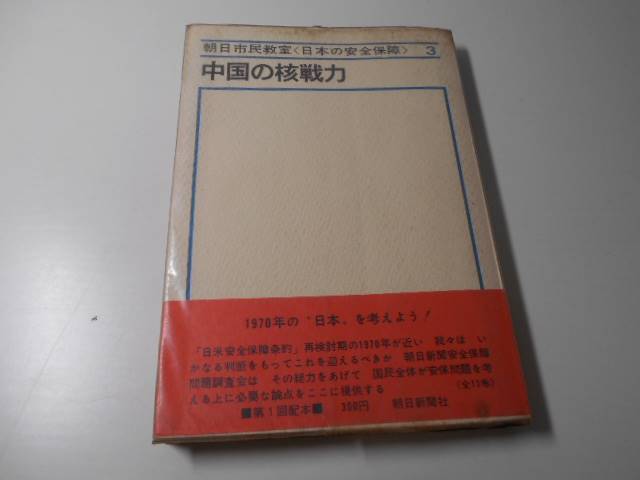 朝日市民教室〈日本の安全保障〉 3
中国の核戦力
1970年の〝日本〟を考えよう!
「日米安全保障条約」再検討期の1970年が近い 我々は い
かなる判断をもってこれを迎えるべきか 朝日新聞安全保障
問題調査会は その総力をあげて 国民全体が安保問題を考
える上に必要な論点をここに提供する (全10巻)
■第1回配本■ 300円 朝日新聞社